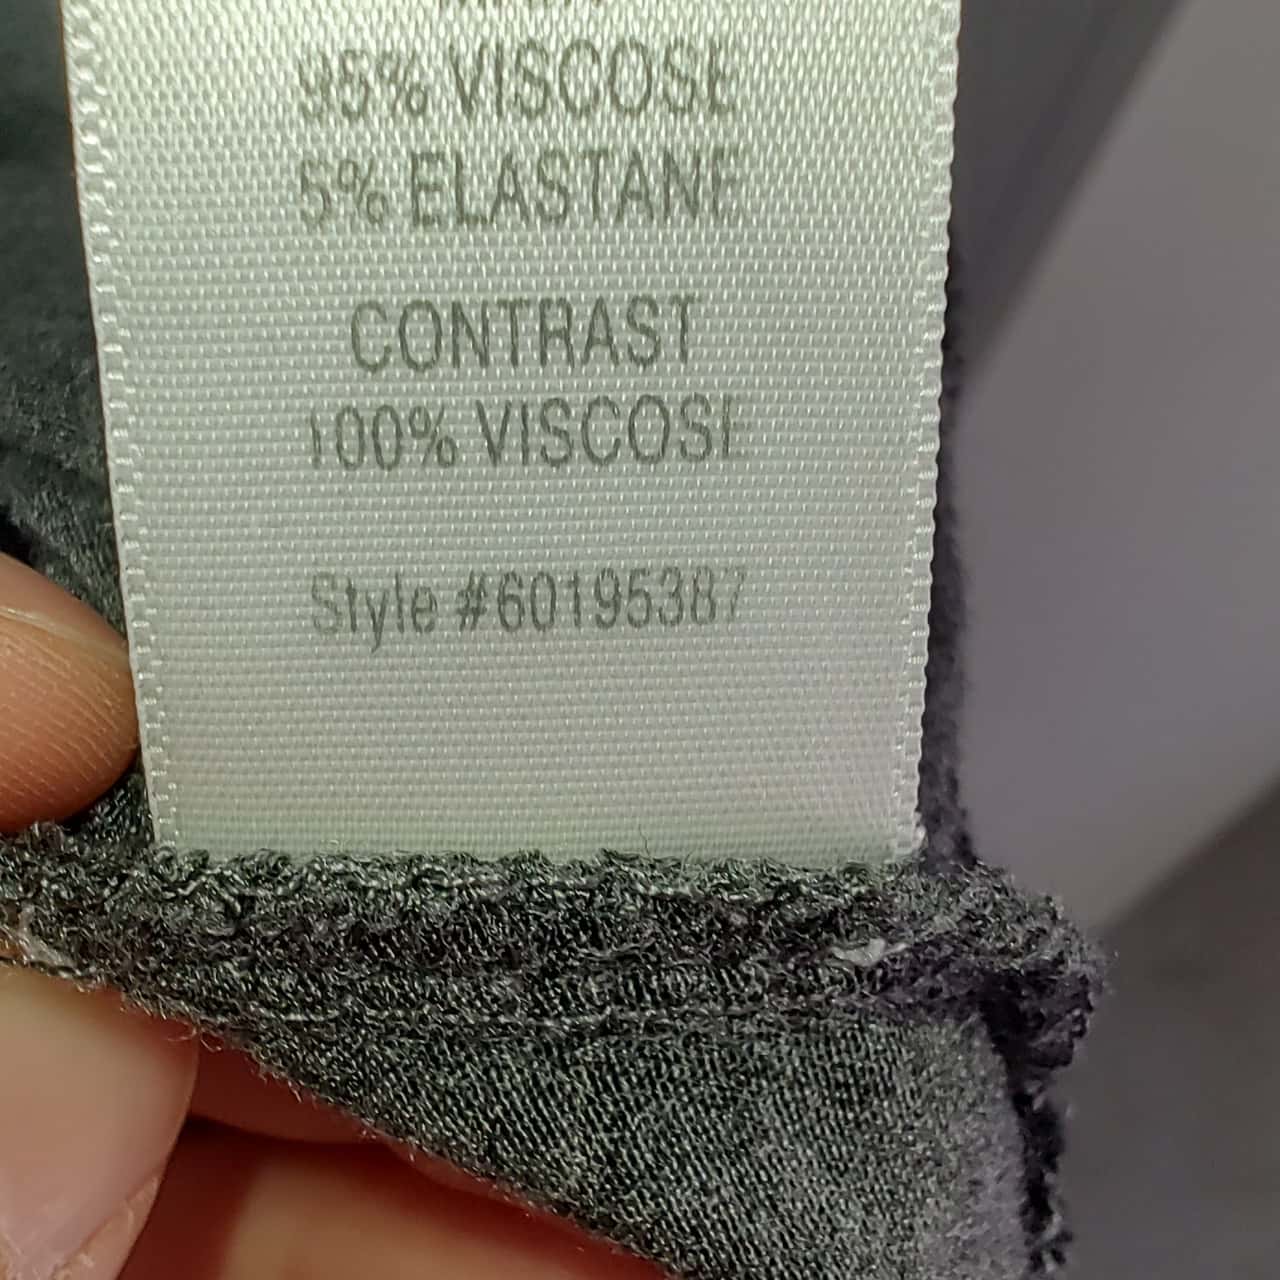 95% VISCOSE
5% ELASTANE
CONTRAST
100% VISCOSE
Style #60195387